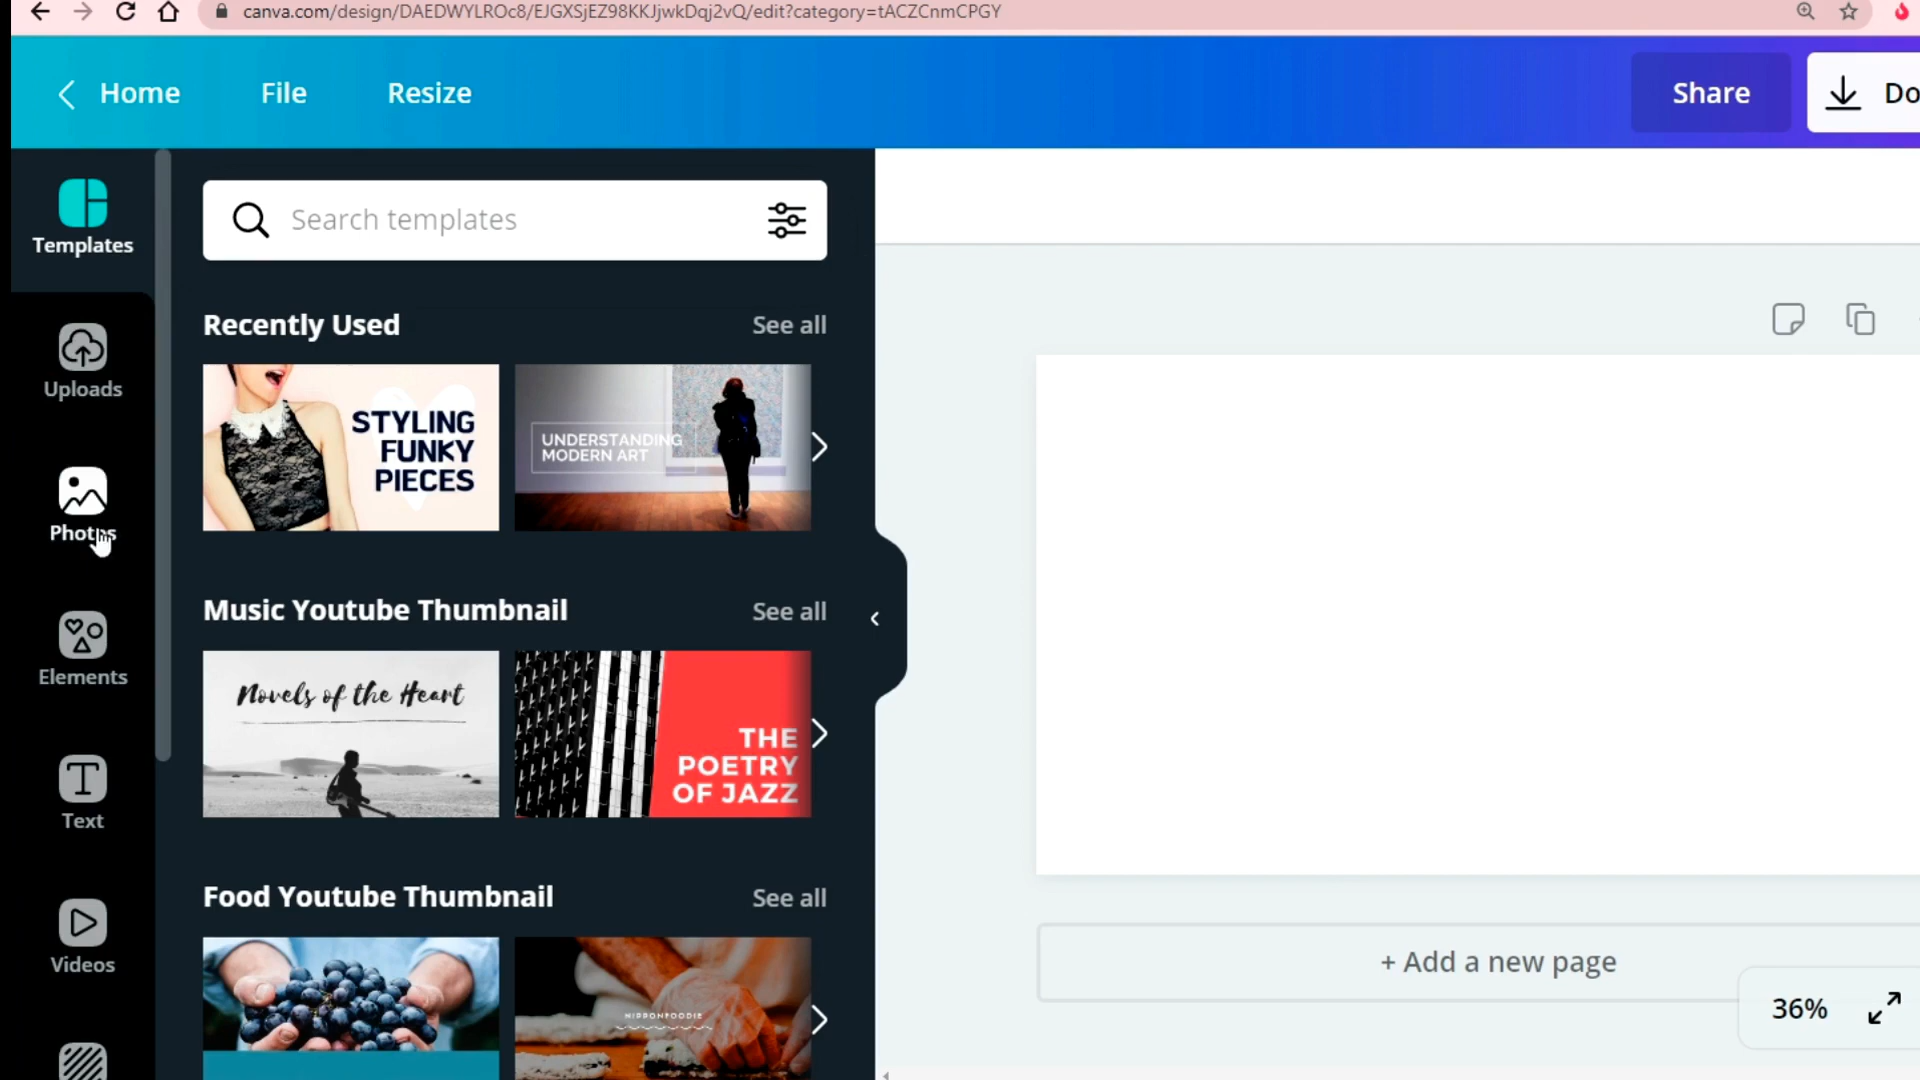 canva.com/design/DAEDWYLROc8/EJGXSjEZ98KKJjwkDqj2vQ/edit?category=tACZCnmCPGY
Home File Resize Share Do
Templates
Uploads
Photos
Elements
Text
Videos
Search templates
Recently Used See all
STYLING
FUNKY
PIECES
UNDERSTANDING
MODERN ART
Music Youtube Thumbnail See all
Novels of the Heart
THE
POETRY
OF JAZZ
Food Youtube Thumbnail See all
NIPPONFOODIE
+ Add a new page
36%